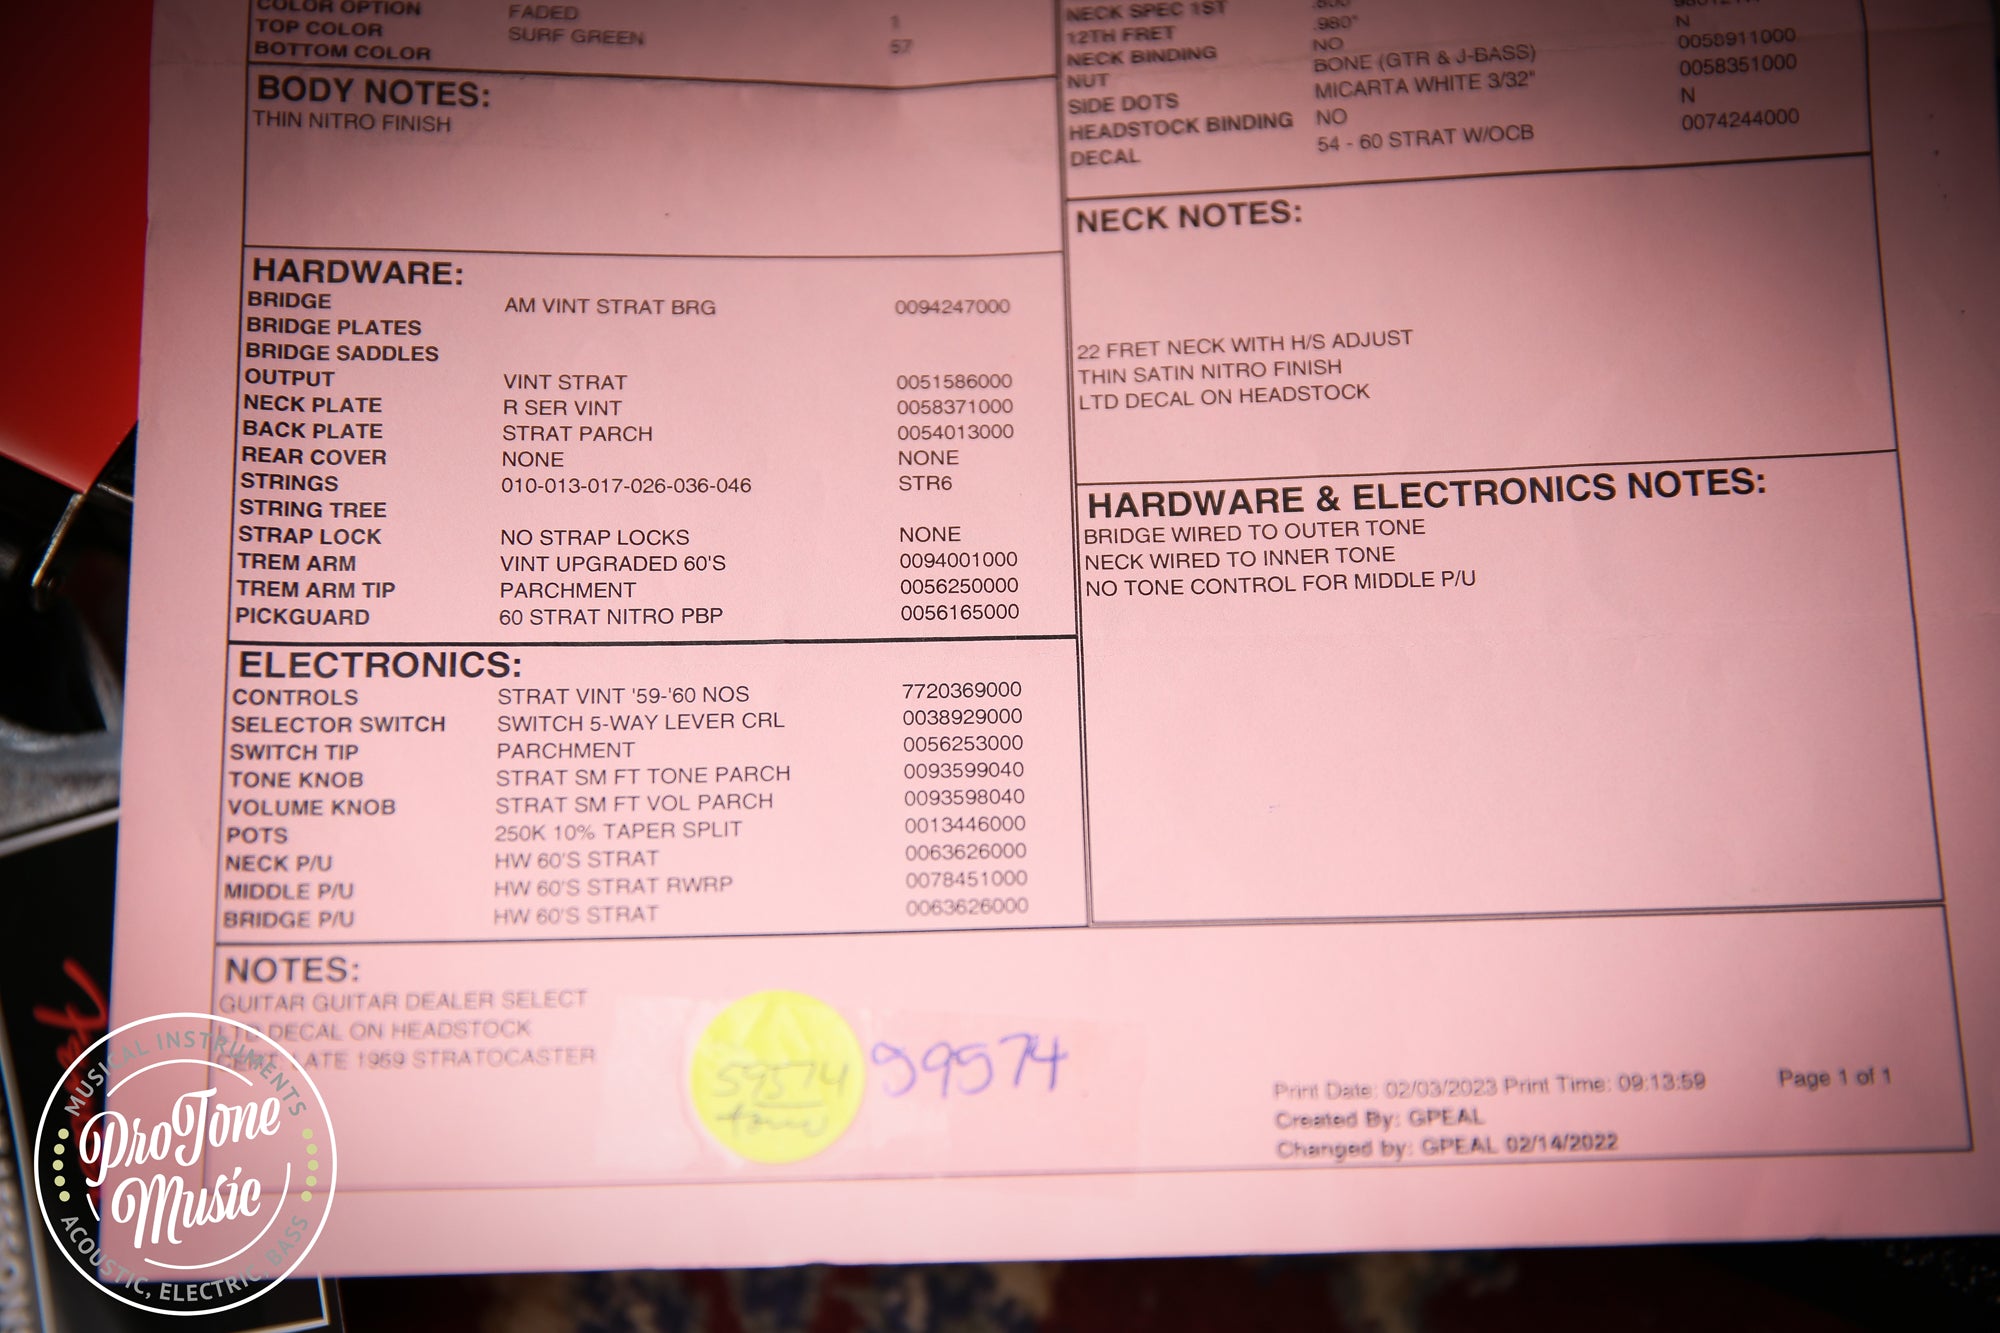 COLOR OPTION FADED 1
TOP COLOR SURF GREEN 57
BOTTOM COLOR
BODY NOTES:
THIN NITRO FINISH
HARDWARE:
BRIDGE AM VINT STRAT BRG 0094247000
BRIDGE PLATES
BRIDGE SADDLES
OUTPUT VINT STRAT 0051586000
NECK PLATE R SER VINT 0058371000
BACK PLATE STRAT PARCH 0054013000
REAR COVER NONE NONE
STRINGS 010-013-017-026-036-046 STR6
STRING TREE
STRAP LOCK NO STRAP LOCKS NONE
TREM ARM VINT UPGRADED 60'S 0094001000
TREM ARM TIP PARCHMENT 0056250000
PICKGUARD 60 STRAT NITRO PBP 0056165000
ELECTRONICS:
CONTROLS STRAT VINT '59-'60 NOS 7720369000
SELECTOR SWITCH SWITCH 5-WAY LEVER CRL 0038929000
SWITCH TIP PARCHMENT 0056253000
TONE KNOB STRAT SM FT TONE PARCH 0093599040
VOLUME KNOB STRAT SM FT VOL PARCH 0093598040
POTS 250K 10% TAPER SPLIT 0013446000
NECK P/U HW 60'S STRAT 0063626000
MIDDLE P/U HW 60'S STRAT RWRP 0078451000
BRIDGE P/U HW 60'S STRAT 0063626000
NECK SPEC 1ST .800
12TH FRET .980"
NECK BINDING NO N
NUT BONE (GTR & J-BASS) 0058911000
SIDE DOTS MICARTA WHITE 3/32" 0058351000
HEADSTOCK BINDING NO N
DECAL 54 - 60 STRAT W/OCB 0074244000
NECK NOTES:
22 FRET NECK WITH H/S ADJUST
THIN SATIN NITRO FINISH
LTD DECAL ON HEADSTOCK
HARDWARE & ELECTRONICS NOTES:
BRIDGE WIRED TO OUTER TONE
NECK WIRED TO INNER TONE
NO TONE CONTROL FOR MIDDLE P/U
NOTES:
GUITAR GUITAR DEALER SELECT
LTD DECAL ON HEADSTOCK
LATE 1959 STRATOCASTER
59574
59574
Print Date: 02/03/2023 Print Time: 09:13:59 Page 1 of 1
Created By: GPEAL
Changed by: GPEAL 02/14/2022
MUSICAL INSTRUMENTS
ProTone
Music
ACOUSTIC, ELECTRIC, BASS